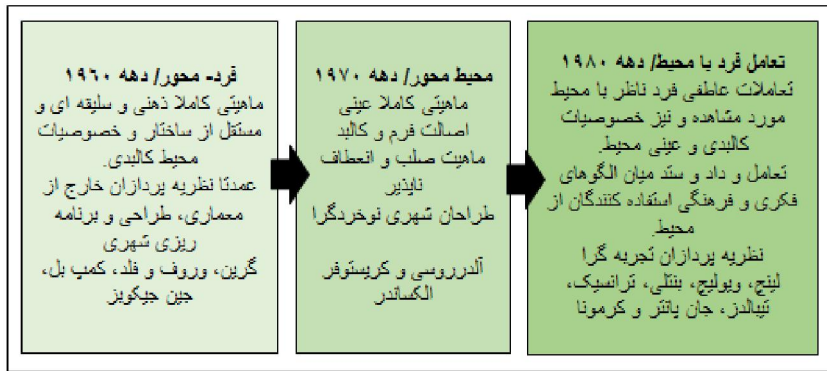 فرد- محور/ دهه ۱۹۶۰
ماهیتی کاملا ذهنی و سلیقه ای و
مستقل از ساختار و خصوصیات
محیط کالبدی.
عمدتا نظریه پردازان خارج از
معماری، طراحی و برنامه
ریزی شهری
گرین، وروف و فلد، کمپ بل،
جین جیکوبز
محیط محور/ دهه ۱۹۷۰
ماهیتی کاملا عینی
اصالت فرم و کالبد
ماهیت صلب و انعطاف
ناپذیر
طراحان شهری نوخردگرا
آلدورروسی و کریستوفر
الکساندر
تعامل فرد با محیط/ دهه ۱۹۸۰
تعاملات عاطفی فرد ناظر با محیط
مورد مشاهده و نیز خصوصیات
کالبدی و عینی محیط.
تعامل و داد و ستد میان الگوهای
فکری و فرهنگی استفاده کنندگان از
محیط.
نظریه پردازان تجربه گرا
لینچ، ویولیچ، بنتلی، ترانسیک،
تیبالدز، جان پانتر و کرمونا